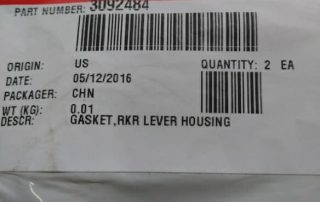 PART NUMBER: 3092484
ORIGIN: US QUANTITY: 2 EA
DATE: 05/12/2016
PACKAGER: CHN
WT (KG): 0.01
DESCR: GASKET,RKR LEVER HOUSING